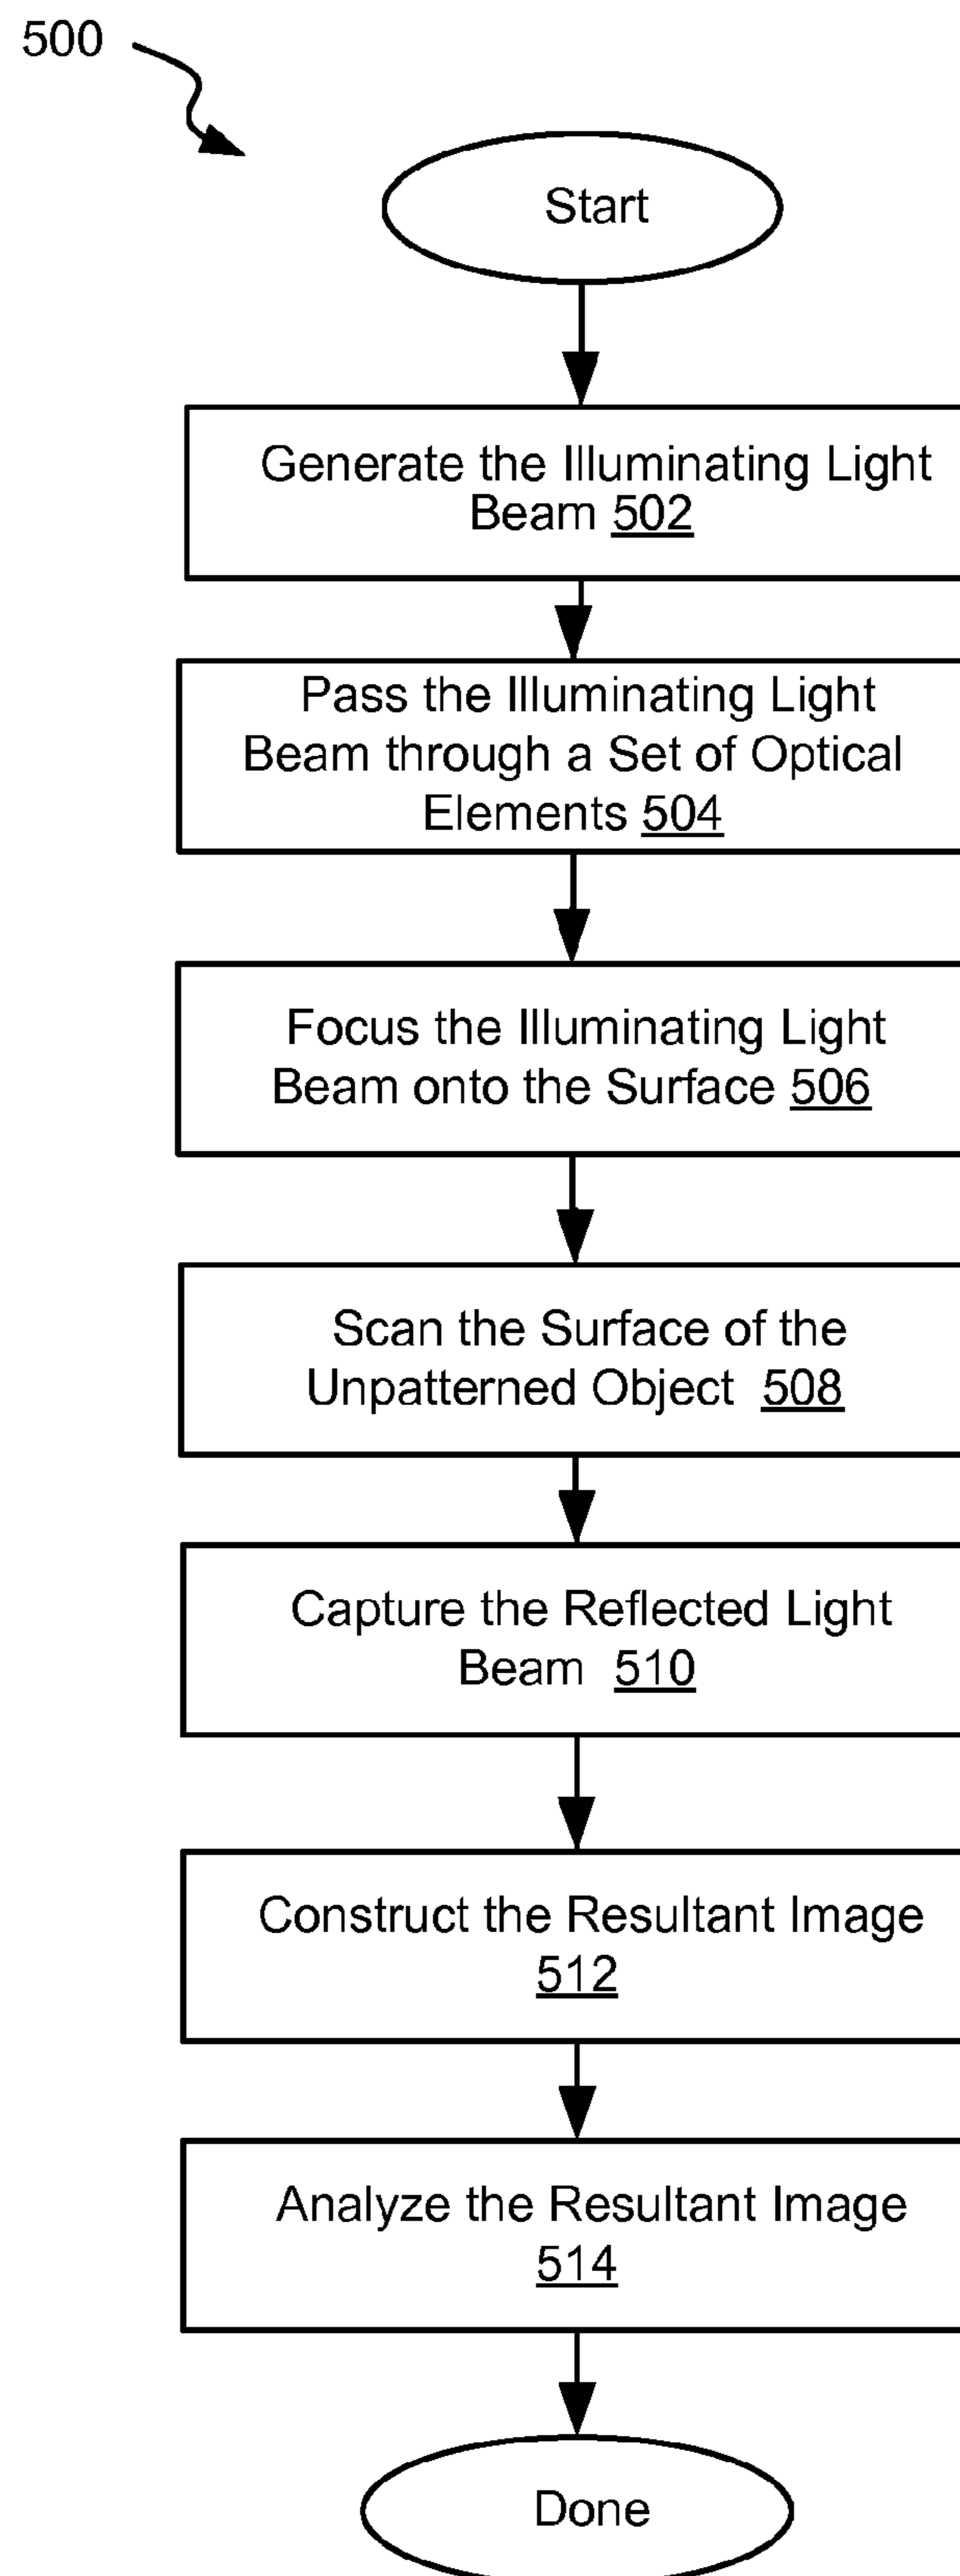 500
Start
Generate the Illuminating Light
Beam 502
Pass the Illuminating Light
Beam through a Set of Optical
Elements 504
Focus the Illuminating Light
Beam onto the Surface 506
Scan the Surface of the
Unpatterned Object 508
Capture the Reflected Light
Beam 510
Construct the Resultant Image
512
Analyze the Resultant Image
514
Done